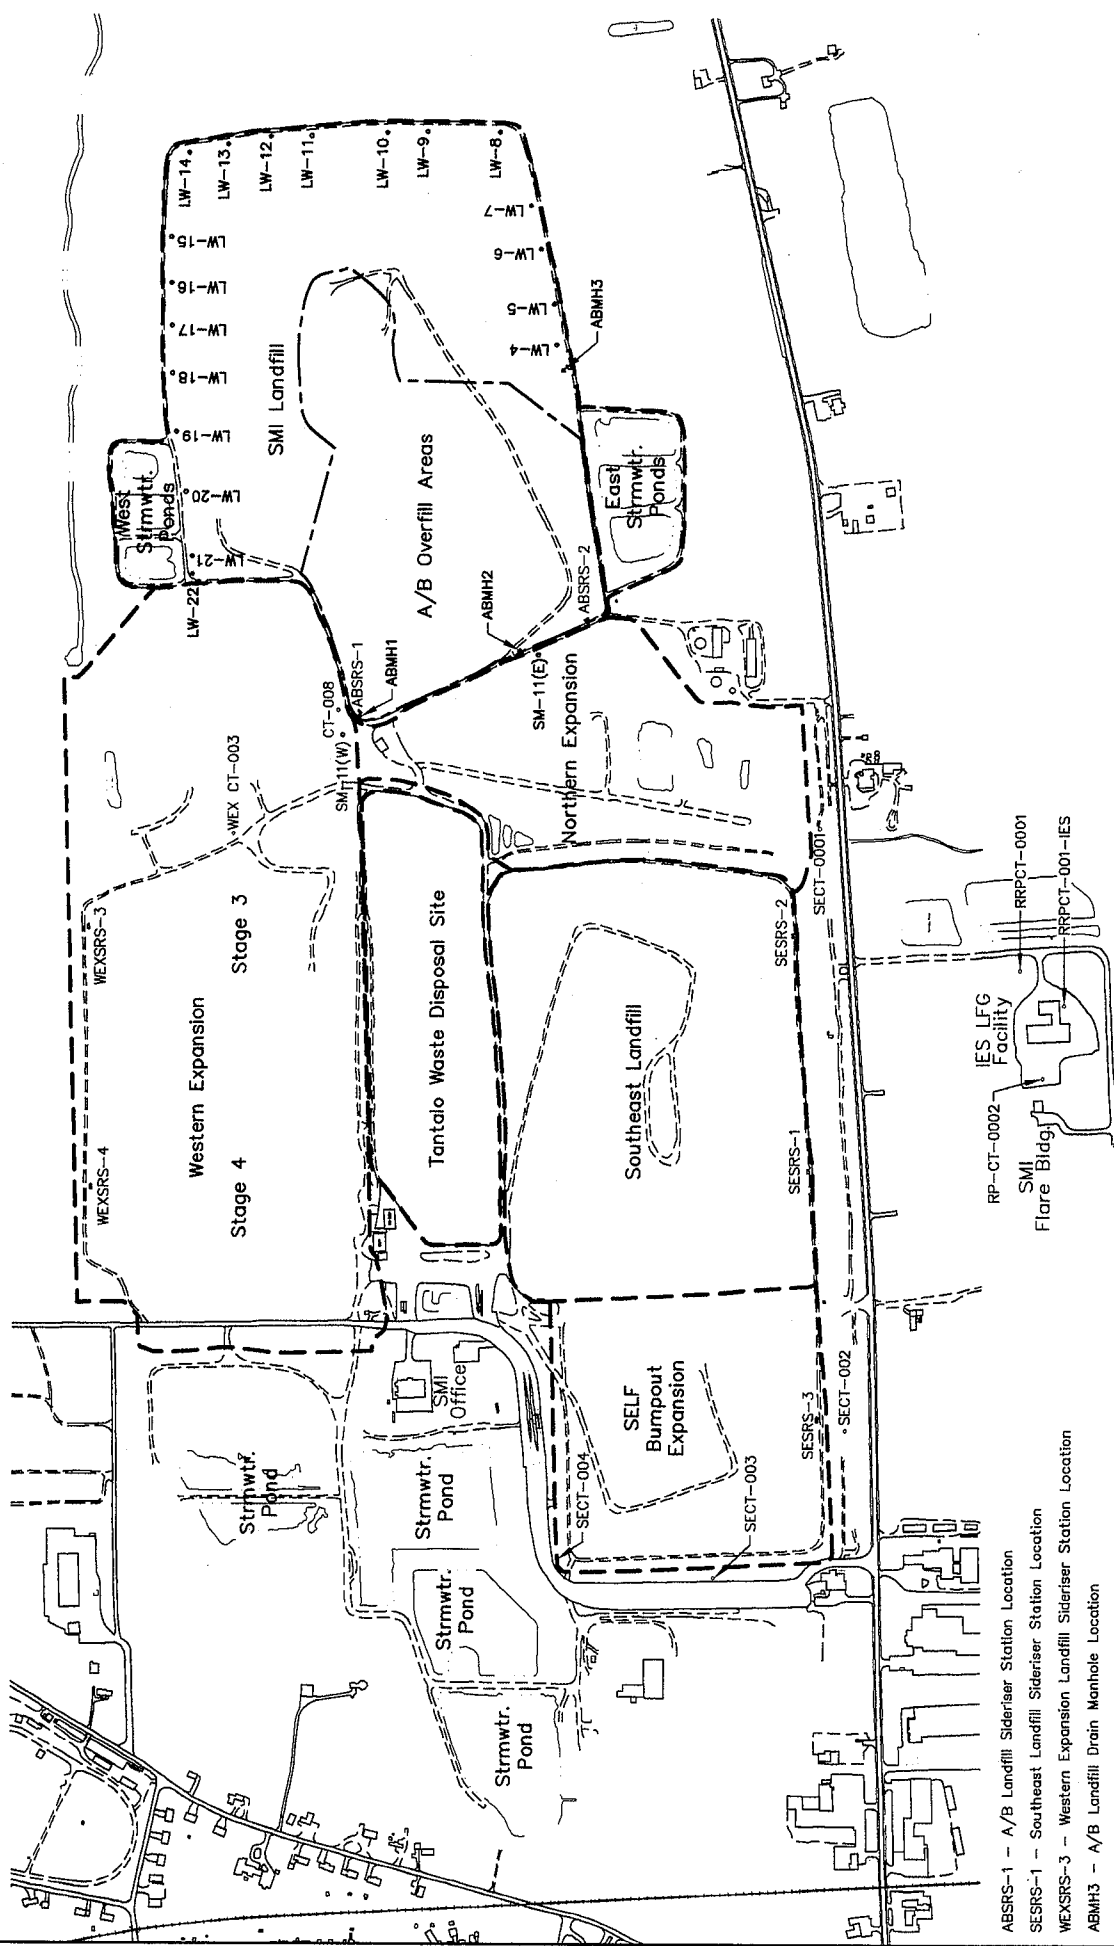 LW-14
LW-13
LW-12
LW-11
LW-10
LW-9
LW-8
LW-7
LW-6
LW-5
LW-4
ABMH3
LW-15
LW-16
LW-17
LW-18
LW-19
LW-20
LW-21
LW-22
SMI Landfill
West
Strmwtr.
Ponds
East
Strmwtr.
Ponds
A/B Overfill Areas
ABSRS-2
ABMH2
SM-11(E)
ABMH1
ABSRS-1
CT-008
SM-11(W)
WEX CT-003
Northern Expansion
WEXSRS-3
Stage 3
Western Expansion
WEXSRS-4
Stage 4
Tantalo Waste Disposal Site
Southeast Landfill
SESRS-2
SECT-0001
SESRS-1
RRPCT-0001
RRPCT-001-IES
IES LFG
Facility
RP-CT-0002
SMI
Flare Bldg.
SMI
Office
SELF
Bumpout
Expansion
SESRS-3
SECT-002
SECT-004
SECT-003
Strmwtr.
Pond
Strmwtr.
Pond
Strmwtr.
Pond
Strmwtr.
Pond
ABSRS-1 - A/B Landfill Sideriser Station Location
SESRS-1 - Southeast Landfill Sideriser Station Location
WEXSRS-3 - Western Expansion Landfill Sideriser Station Location
ABMH3 - A/B Landfill Drain Manhole Location